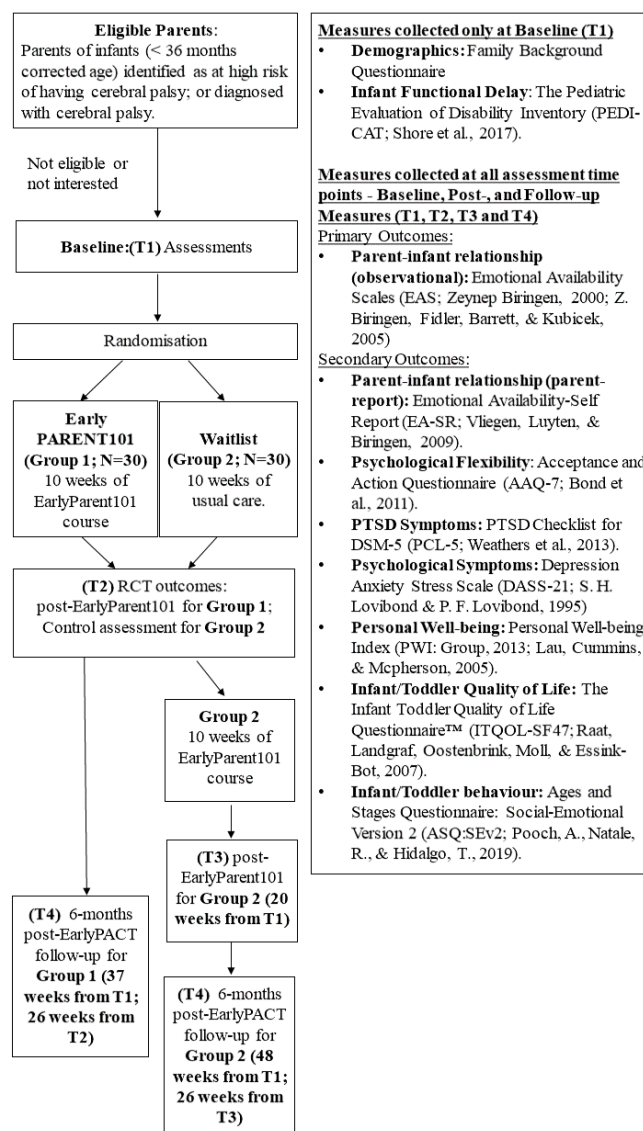 Eligible Parents:
Parents of infants (< 36 months
corrected age) identified as at high risk
of having cerebral palsy; or diagnosed
with cerebral palsy.
Not eligible or
not interested
Baseline:(T1) Assessments
Randomisation
Early
PARENT101
(Group 1; N=30)
10 weeks of
EarlyParent101
course
Waitlist
(Group 2; N=30)
10 weeks of
usual care.
(T2) RCT outcomes:
post-EarlyParent101 for Group 1;
Control assessment for Group 2
Group 2
10 weeks of
EarlyParent101
course
(T3) post-
EarlyParent101
for Group 2 (20
weeks from T1)
(T4) 6-months
post-EarlyPACT
follow-up for
Group 1 (37
weeks from T1;
26 weeks from
T2)
(T4) 6-months
post-EarlyPACT
follow-up for
Group 2 (48
weeks from T1;
26 weeks from
T3)
Measures collected only at Baseline (T1)
• Demographics: Family Background
Questionnaire
• Infant Functional Delay: The Pediatric
Evaluation of Disability Inventory (PEDI-
CAT; Shore et al., 2017).
Measures collected at all assessment time
points - Baseline, Post-, and Follow-up
Measures (T1, T2, T3 and T4)
Primary Outcomes:
• Parent-infant relationship
(observational): Emotional Availability
Scales (EAS; Zeynep Biringen, 2000; Z.
Biringen, Fidler, Barrett, & Kubicek,
2005)
Secondary Outcomes:
• Parent-infant relationship (parent-
report): Emotional Availability-Self
Report (EA-SR; Vliegen, Luyten, &
Biringen, 2009).
• Psychological Flexibility: Acceptance and
Action Questionnaire (AAQ-7; Bond et
al., 2011).
• PTSD Symptoms: PTSD Checklist for
DSM-5 (PCL-5; Weathers et al., 2013).
• Psychological Symptoms: Depression
Anxiety Stress Scale (DASS-21; S. H.
Lovibond & P. F. Lovibond, 1995)
• Personal Well-being: Personal Well-being
Index (PWI: Group, 2013; Lau, Cummins,
& Mcpherson, 2005).
• Infant/Toddler Quality of Life: The
Infant Toddler Quality of Life
Questionnaire™ (ITQOL-SF47; Raat,
Landgraf, Oostenbrink, Moll, & Essink-
Bot, 2007).
• Infant/Toddler behaviour: Ages and
Stages Questionnaire: Social-Emotional
Version 2 (ASQ:SEv2; Pooch, A., Natale,
R., & Hidalgo, T., 2019).